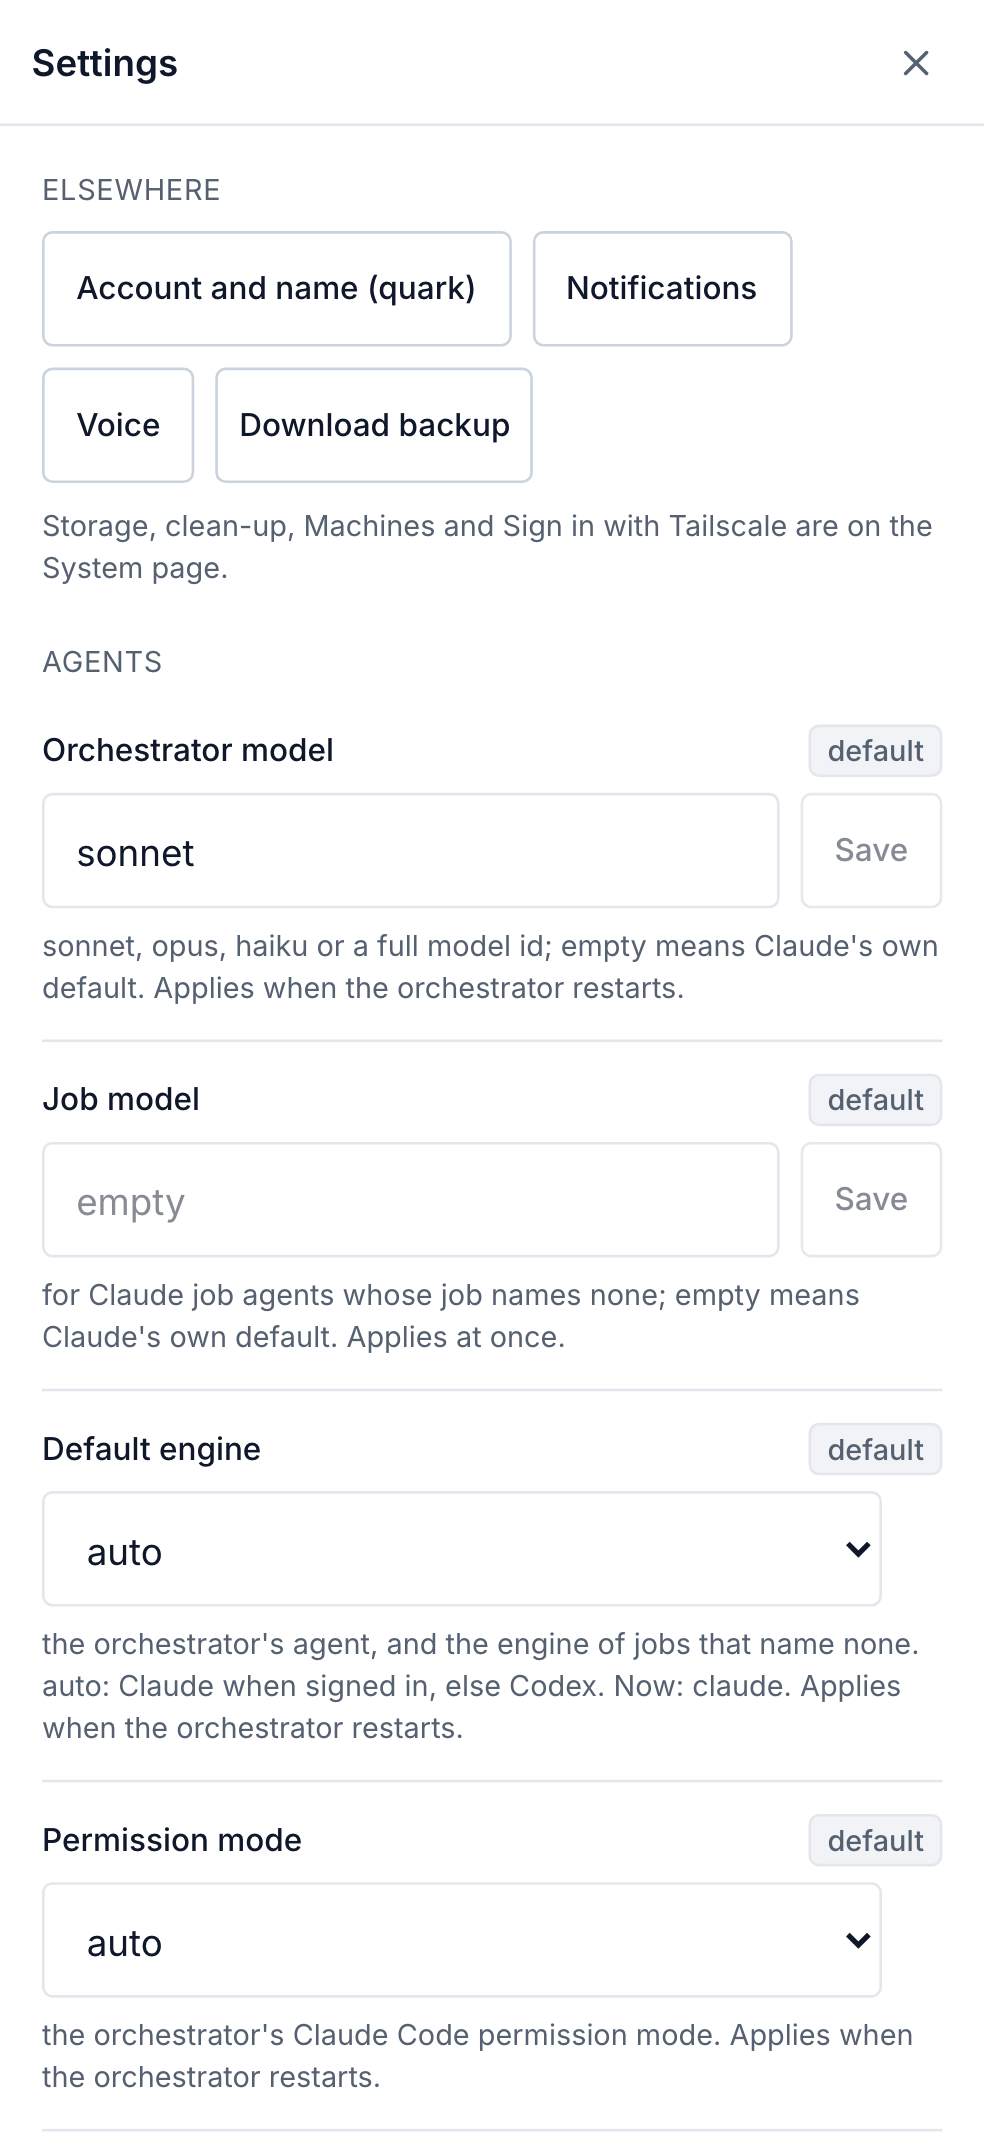 Settings
ELSEWHERE
Account and name (quark)
Notifications
Voice
Download backup
Storage, clean-up, Machines and Sign in with Tailscale are on the
System page.
AGENTS
Orchestrator model
default
sonnet
Save
sonnet, opus, haiku or a full model id; empty means Claude's own
default. Applies when the orchestrator restarts.
Job model
default
empty
Save
for Claude job agents whose job names none; empty means
Claude's own default. Applies at once.
Default engine
default
auto
the orchestrator's agent, and the engine of jobs that name none.
auto: Claude when signed in, else Codex. Now: claude. Applies
when the orchestrator restarts.
Permission mode
default
auto
the orchestrator's Claude Code permission mode. Applies when
the orchestrator restarts.